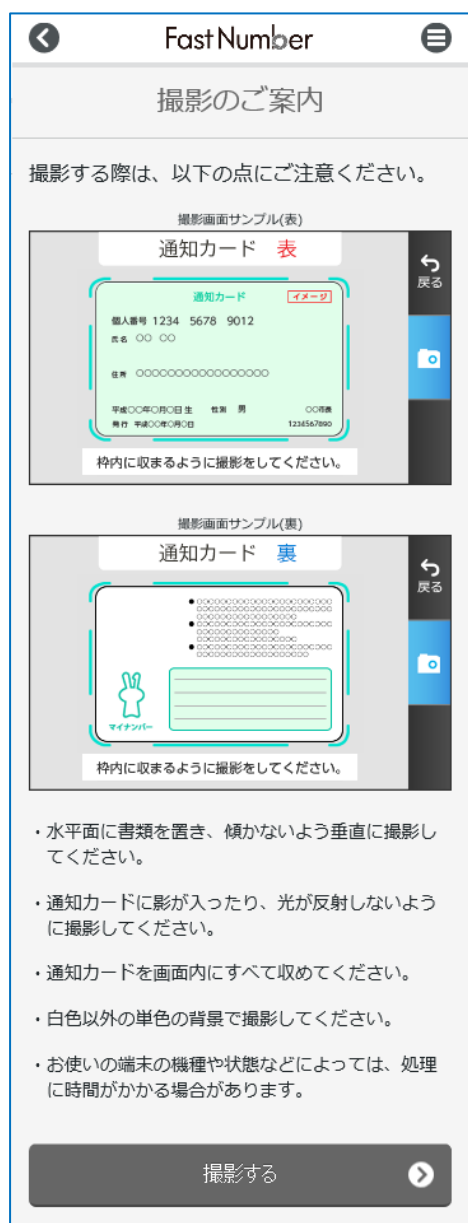 FastNumber
撮影のご案内
撮影する際は、以下の点にご注意ください。
撮影画面サンプル(表)
通知カード 表
戻る
通知カード イメージ
個人番号 1234 5678 9012
氏名 〇〇 〇〇
住所 〇〇〇〇〇〇〇〇〇〇〇〇〇〇〇〇〇
平成〇〇年〇月〇日生 性別 男 〇〇市長
発行 平成〇〇年〇月〇日 1234567890
枠内に収まるように撮影をしてください。
撮影画面サンプル(裏)
通知カード 裏
戻る
マイナンバー
枠内に収まるように撮影をしてください。
・水平面に書類を置き、傾かないよう垂直に撮影し
てください。
・通知カードに影が入ったり、光が反射しないよう
に撮影してください。
・通知カードを画面内にすべて収めてください。
・白色以外の単色の背景で撮影してください。
・お使いの端末の機種や状態などによっては、処理
に時間がかかる場合があります。
撮影する